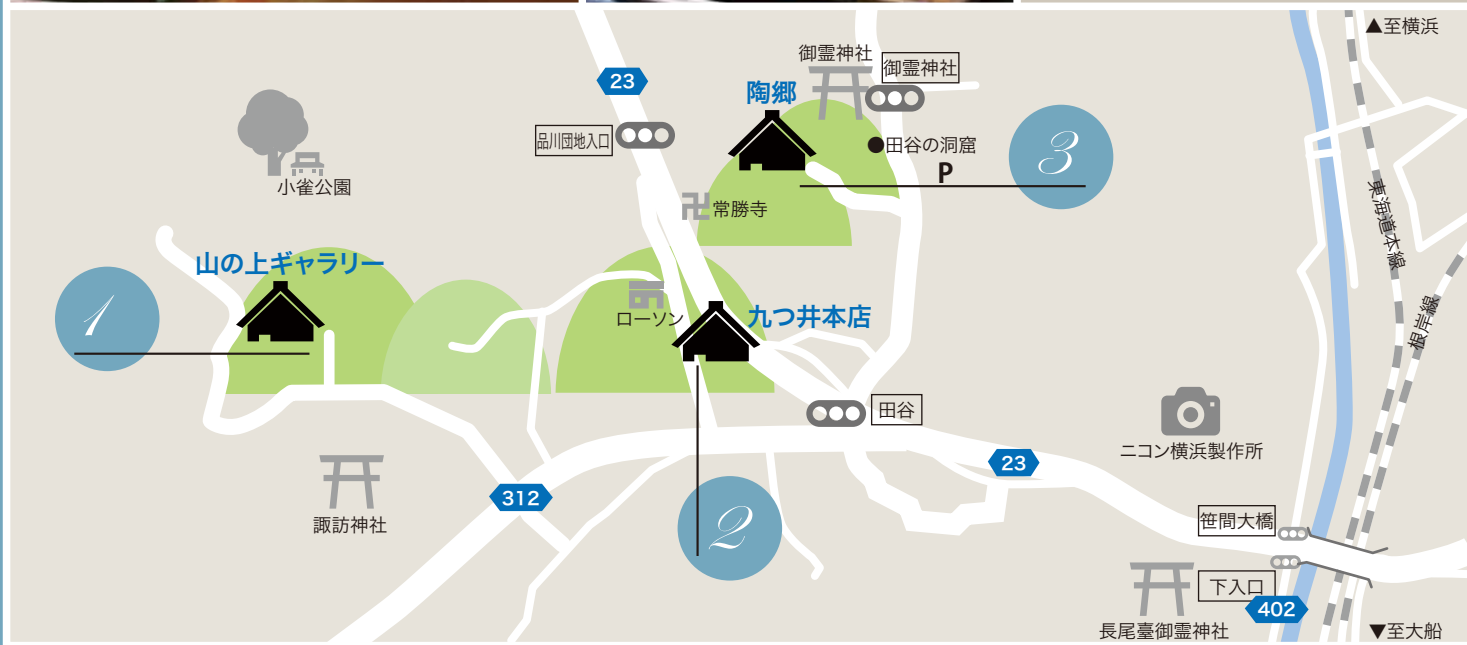 ▲至横浜
御霊神社
御霊神社
23
陶郷
品川団地入口
●田谷の洞窟
P
3
小雀公園
常勝寺
東海道本線
山の上ギャラリー
1
ローソン
九つ井本店
根岸線
田谷
ニコン横浜製作所
23
312
諏訪神社
2
笹間大橋
下入口
402
長尾臺御霊神社
▼至大船